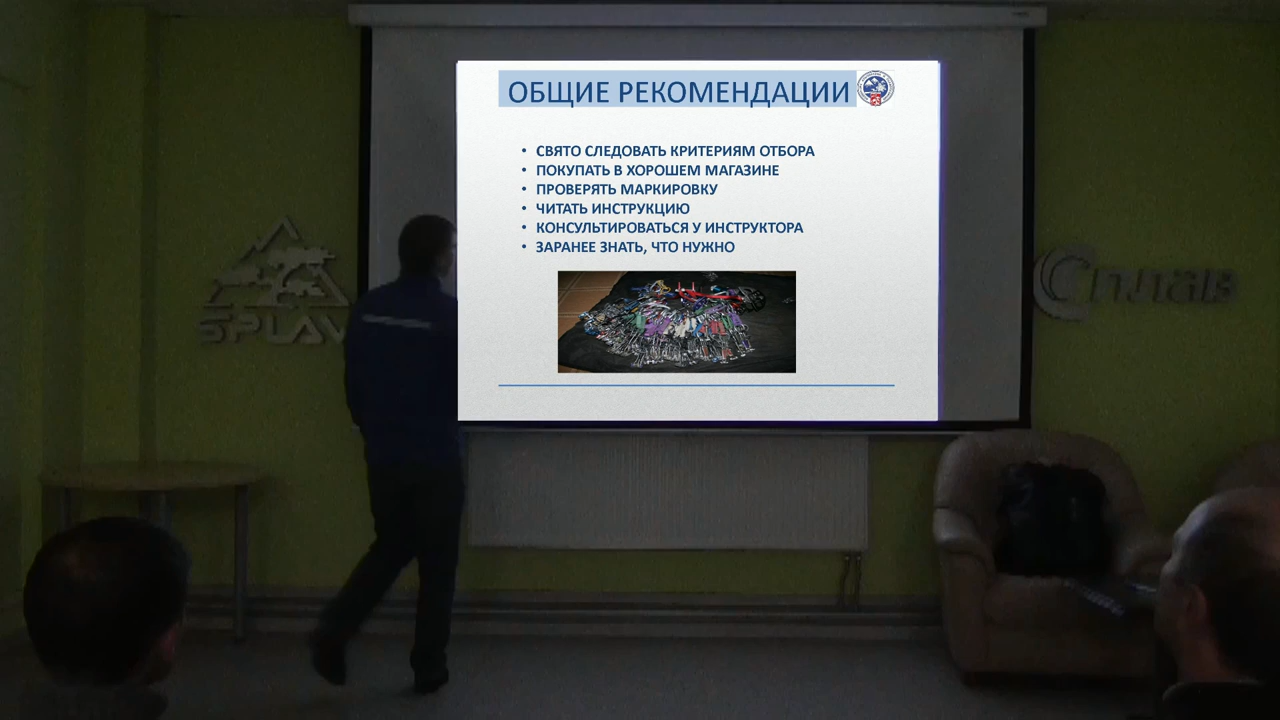 ОБЩИЕ РЕКОМЕНДАЦИИ
• СВЯТО СЛЕДОВАТЬ КРИТЕРИЯМ ОТБОРА
• ПОКУПАТЬ В ХОРОШЕМ МАГАЗИНЕ
• ПРОВЕРЯТЬ МАРКИРОВКУ
• ЧИТАТЬ ИНСТРУКЦИЮ
• КОНСУЛЬТИРОВАТЬСЯ У ИНСТРУКТОРА
• ЗАРАНЕЕ ЗНАТЬ, ЧТО НУЖНО
SPLAV
Сплав